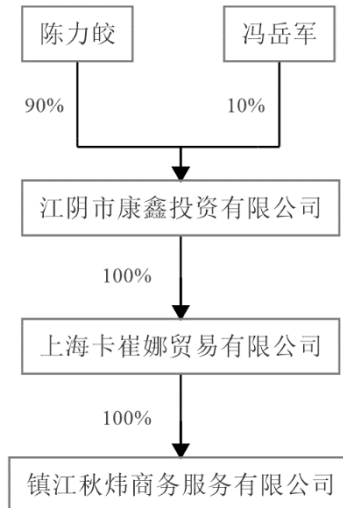 陈力皎
冯岳军
90%
10%
江阴市康鑫投资有限公司
100%
上海卡崔娜贸易有限公司
100%
镇江秋炜商务服务有限公司